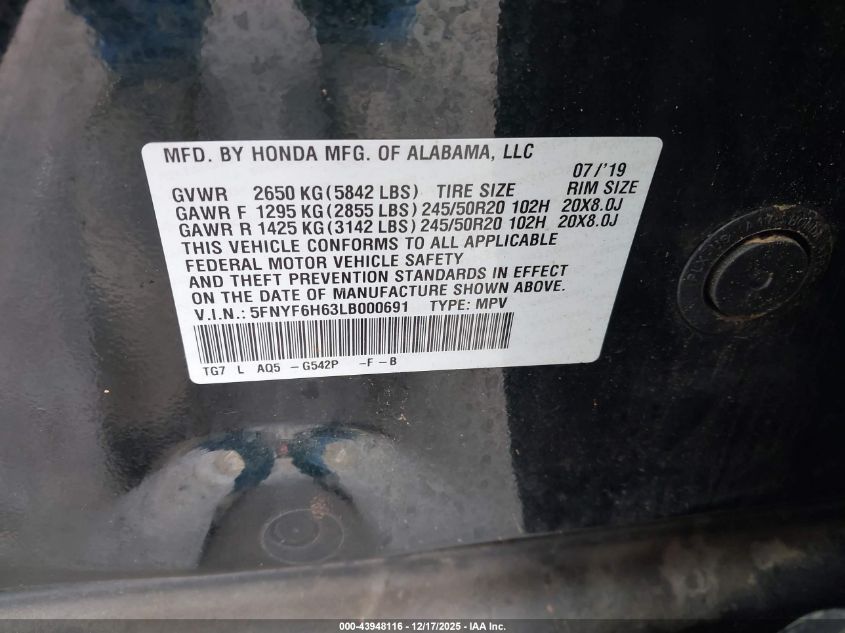 MFD. BY HONDA MFG. OF ALABAMA, LLC
07/'19
GVWR 2650 KG(5842 LBS) TIRE SIZE RIM SIZE
GAWR F 1295 KG(2855 LBS)245/50R20 102H 20X8.0J
GAWR R 1425 KG(3142 LBS)245/50R20 102H 20X8.0J
THIS VEHICLE CONFORMS TO ALL APPLICABLE
FEDERAL MOTOR VEHICLE SAFETY
AND THEFT PREVENTION STANDARDS IN EFFECT
ON THE DATE OF MANUFACTURE SHOWN ABOVE.
V.I.N.: 5FNYF6H63LB000691 TYPE: MPV
TG7 L AQ5 -G542P -F-B
000-43948116 - 12/17/2025 - IAA Inc.